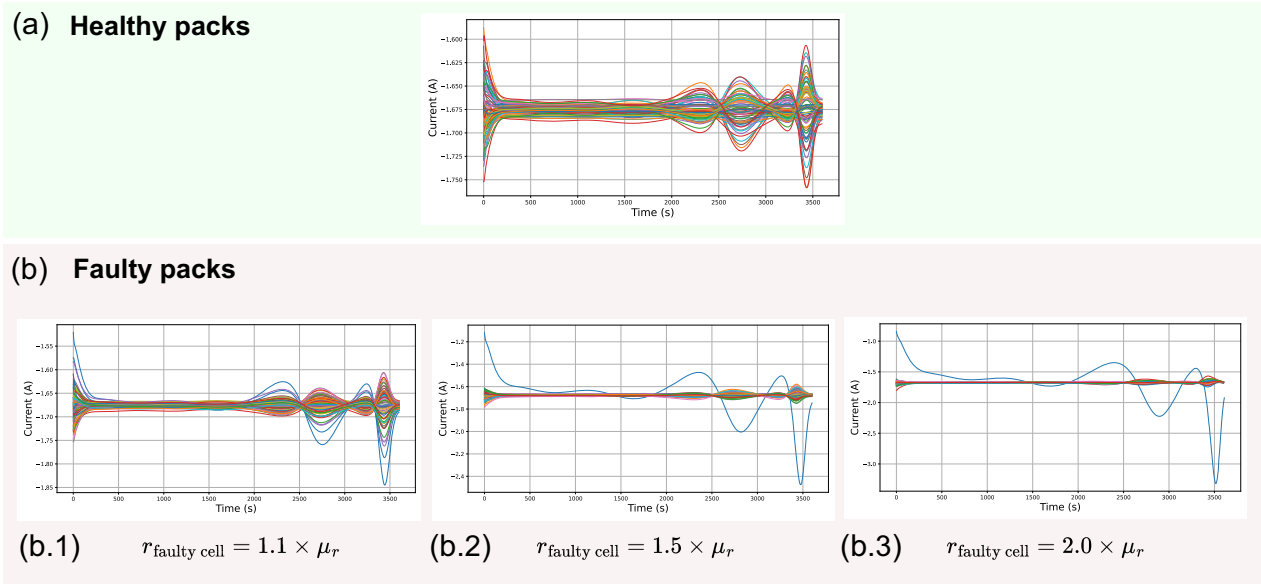 (a) Healthy packs
−1.600
−1.625
−1.650
−1.675
−1.700
−1.725
−1.750
Current (A)
0 500 1000 1500 2000 2500 3000 3500
Time (s)
(b) Faulty packs
−1.55
−1.60
−1.65
−1.70
−1.75
−1.80
−1.85
Current (A)
0 500 1000 1500 2000 2500 3000 3500
Time (s)
−1.2
−1.4
−1.6
−1.8
−2.0
−2.2
−2.4
Current (A)
0 500 1000 1500 2000 2500 3000 3500
Time (s)
−1.0
−1.5
−2.0
−2.5
−3.0
Current (A)
0 500 1000 1500 2000 2500 3000 3500
Time (s)
(b.1) r_faulty cell = 1.1 × μ_r
(b.2) r_faulty cell = 1.5 × μ_r
(b.3) r_faulty cell = 2.0 × μ_r